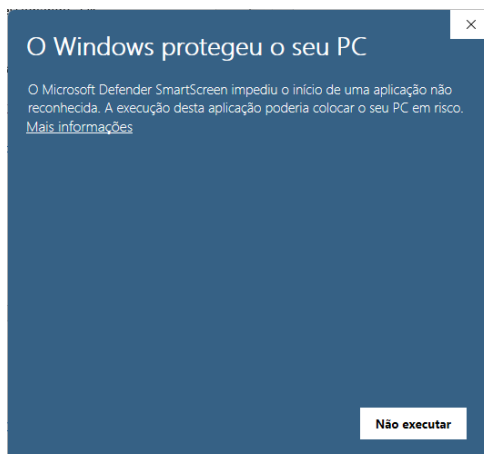 O Windows protegeu o seu PC
O Microsoft Defender SmartScreen impediu o início de uma aplicação não
reconhecida. A execução desta aplicação poderia colocar o seu PC em risco.
Mais informações
Não executar